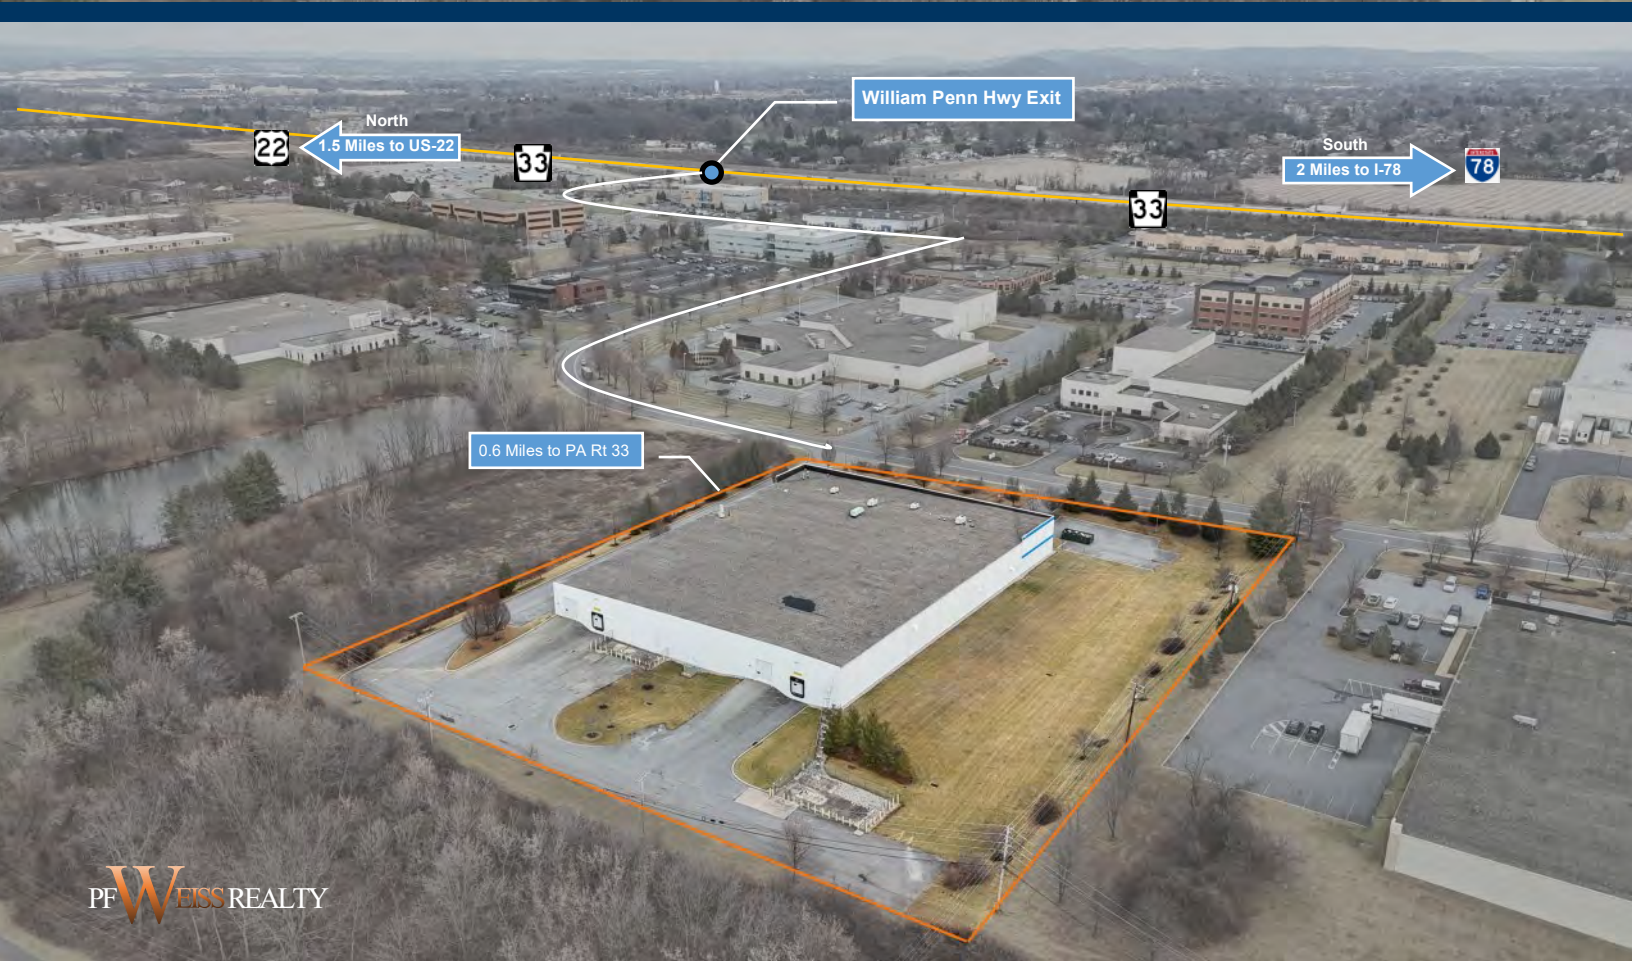 William Penn Hwy Exit
North
22
1.5 Miles to US-22
33
South
2 Miles to I-78
INTERSTATE
78
33
0.6 Miles to PA Rt 33
PF WEISS REALTY